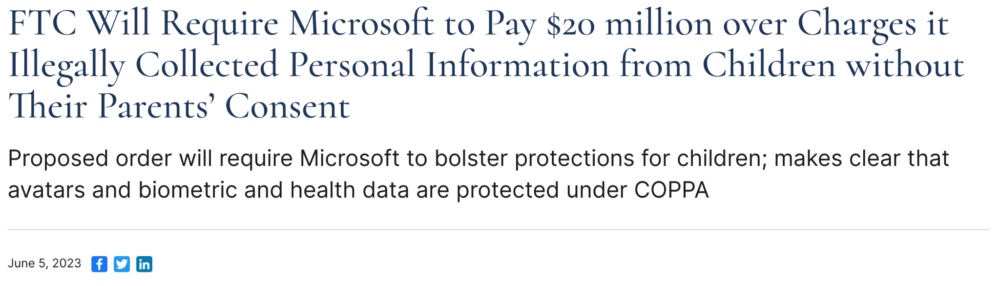 FTC Will Require Microsoft to Pay $20 million over Charges it
Illegally Collected Personal Information from Children without
Their Parents’ Consent
Proposed order will require Microsoft to bolster protections for children; makes clear that
avatars and biometric and health data are protected under COPPA
June 5, 2023